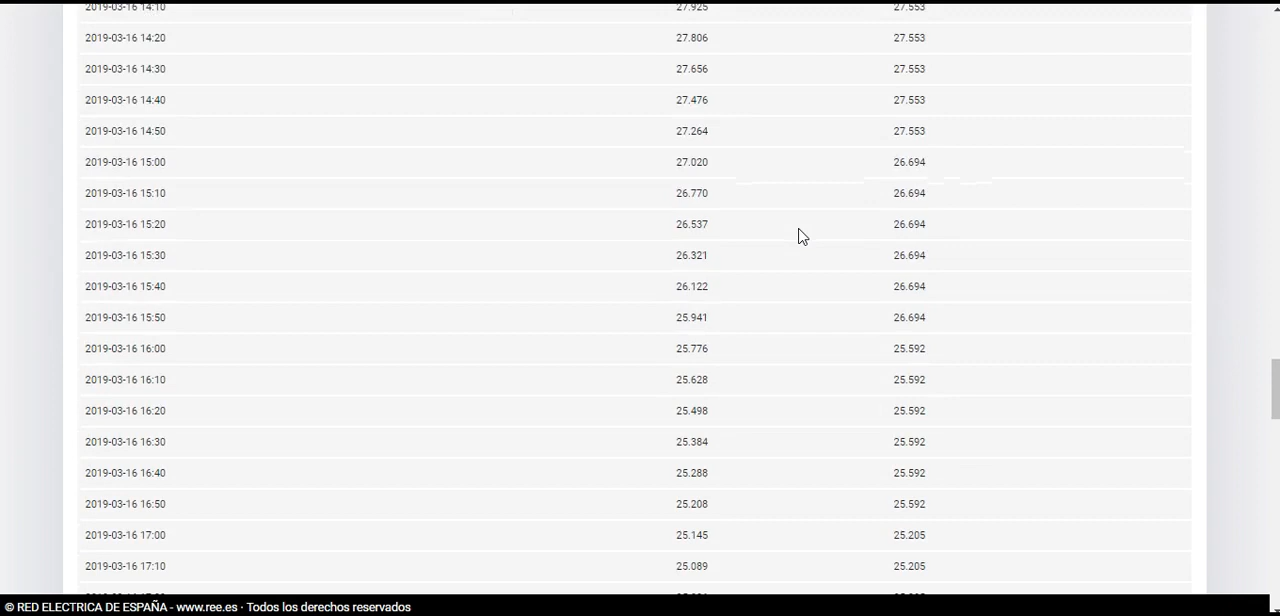 2019-03-16 14:10 27.925 27.553
2019-03-16 14:20 27.806 27.553
2019-03-16 14:30 27.656 27.553
2019-03-16 14:40 27.476 27.553
2019-03-16 14:50 27.264 27.553
2019-03-16 15:00 27.020 26.694
2019-03-16 15:10 26.770 26.694
2019-03-16 15:20 26.537 26.694
2019-03-16 15:30 26.321 26.694
2019-03-16 15:40 26.122 26.694
2019-03-16 15:50 25.941 26.694
2019-03-16 16:00 25.776 25.592
2019-03-16 16:10 25.628 25.592
2019-03-16 16:20 25.498 25.592
2019-03-16 16:30 25.384 25.592
2019-03-16 16:40 25.288 25.592
2019-03-16 16:50 25.208 25.592
2019-03-16 17:00 25.145 25.205
2019-03-16 17:10 25.089 25.205
© RED ELECTRICA DE ESPAÑA - www.ree.es · Todos los derechos reservados